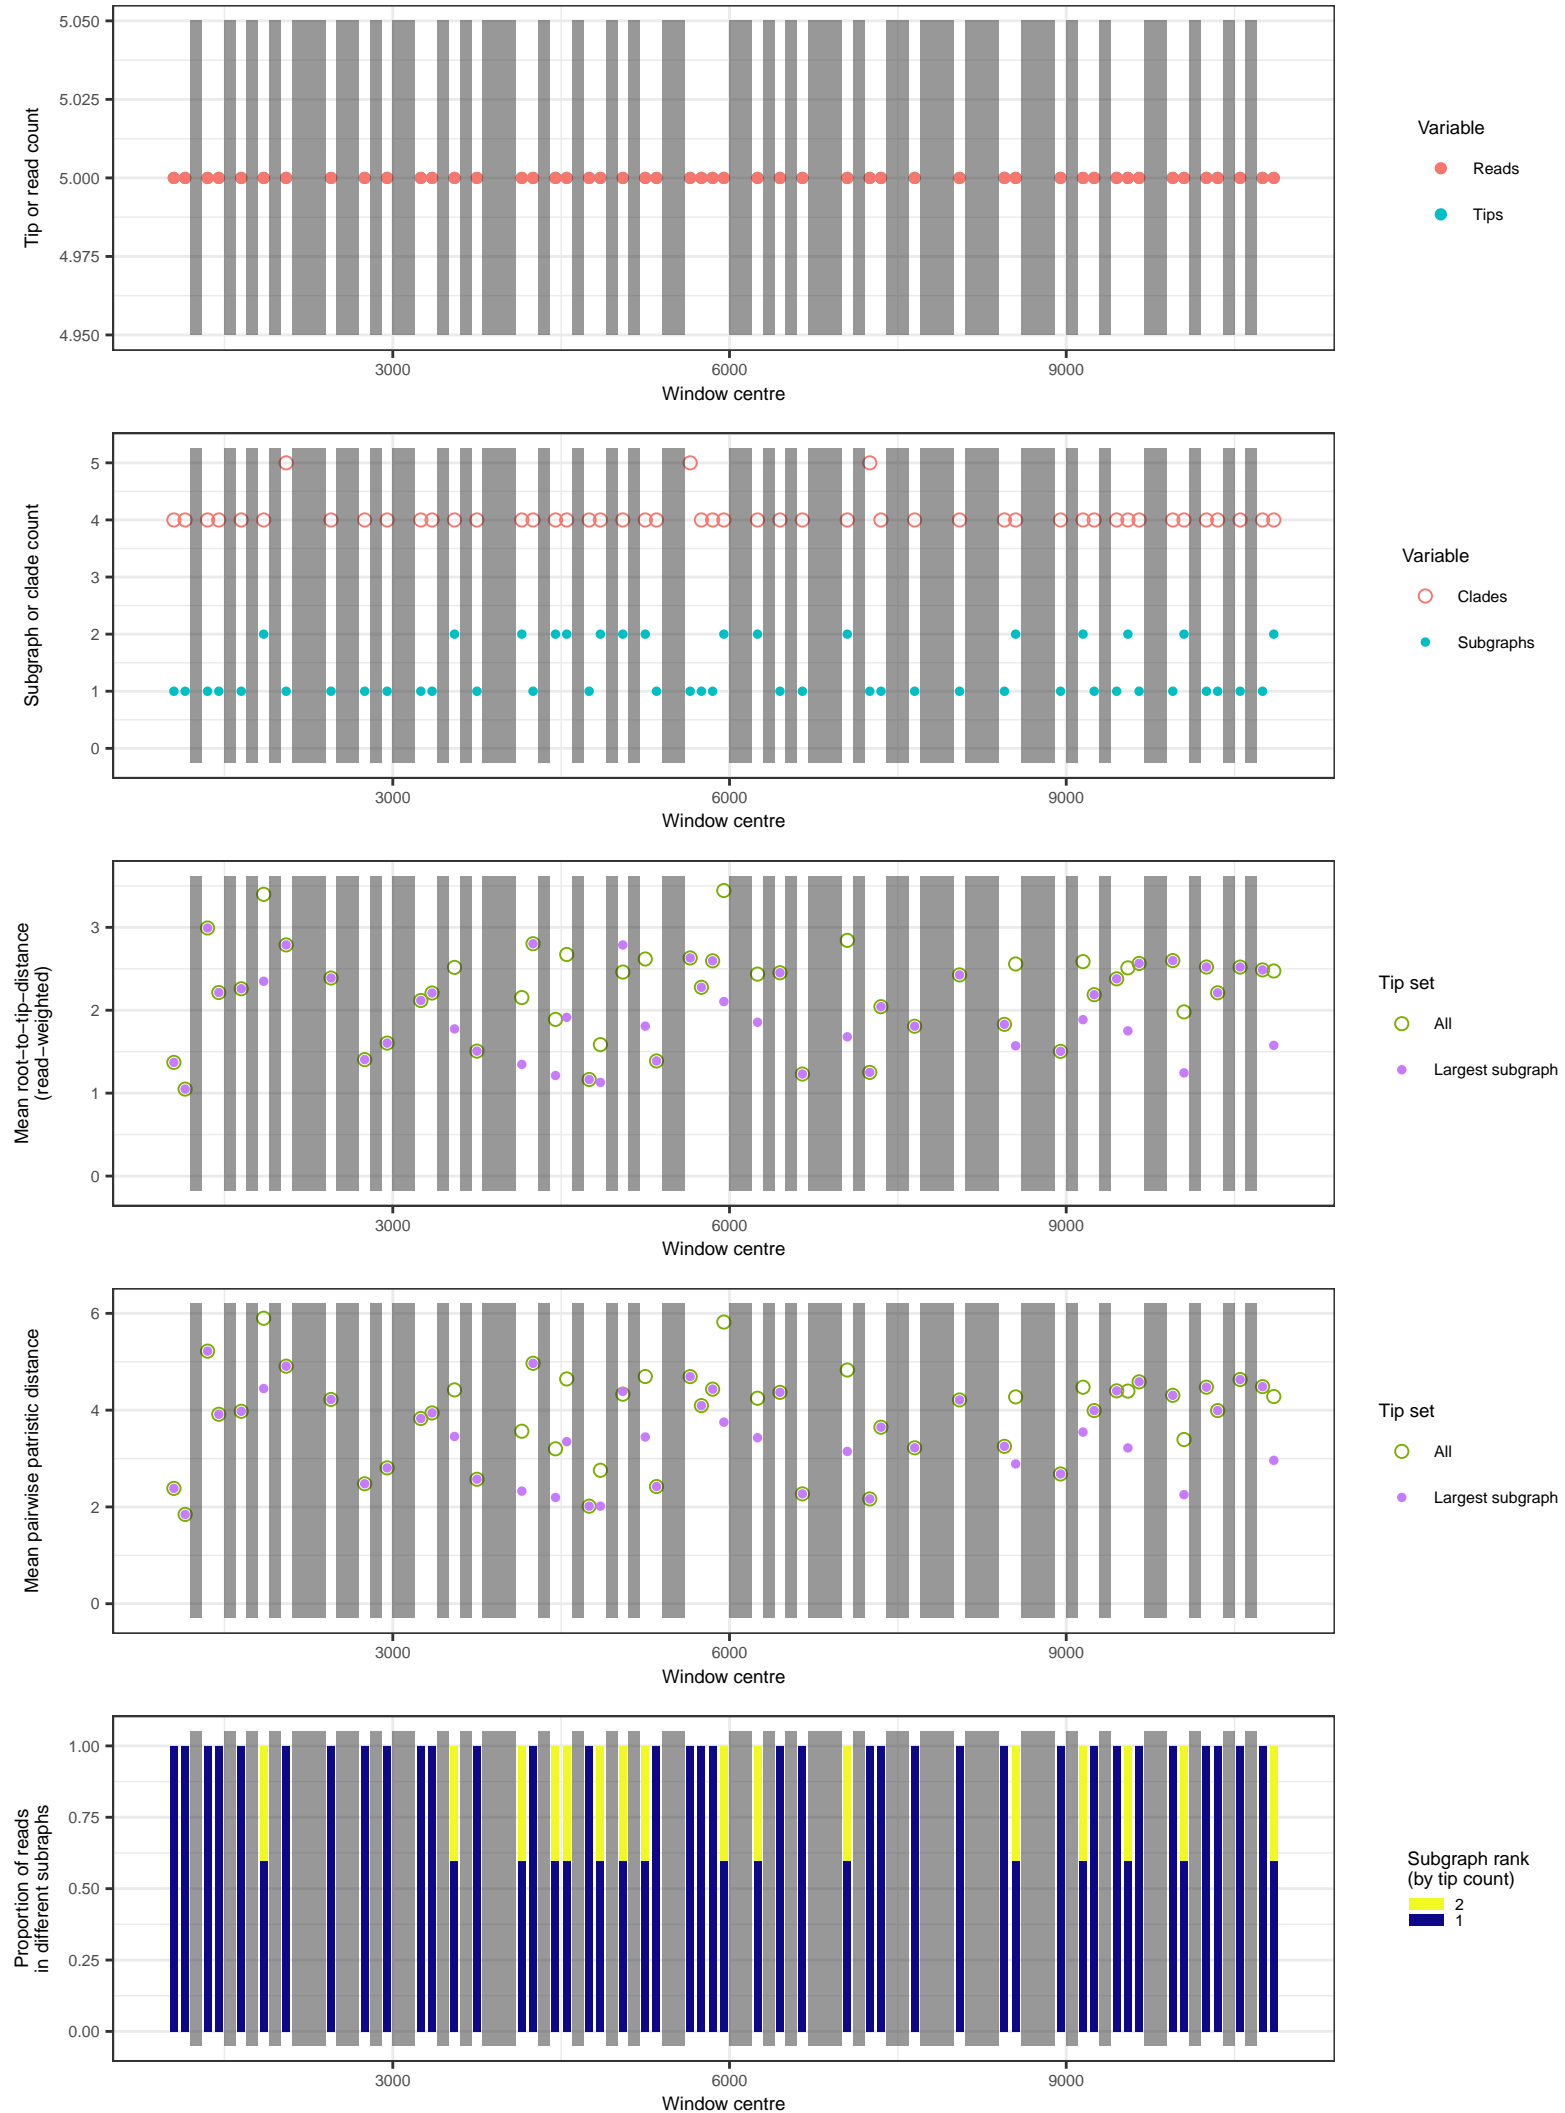 5.050
5.025
5.000
4.975
4.950
Tip or read count
3000
6000
9000
Window centre
Variable
Reads
Tips
5
4
3
2
1
0
Subgraph or clade count
3000
6000
9000
Window centre
Variable
Clades
Subgraphs
3
2
1
0
Mean root−to−tip−distance
(read−weighted)
3000
6000
9000
Window centre
Tip set
All
Largest subgraph
6
4
2
0
Mean pairwise patristic distance
3000
6000
9000
Window centre
Tip set
All
Largest subgraph
1.00
0.75
0.50
0.25
0.00
Proportion of reads
in different subraphs
3000
6000
9000
Window centre
Subgraph rank
(by tip count)
2
1